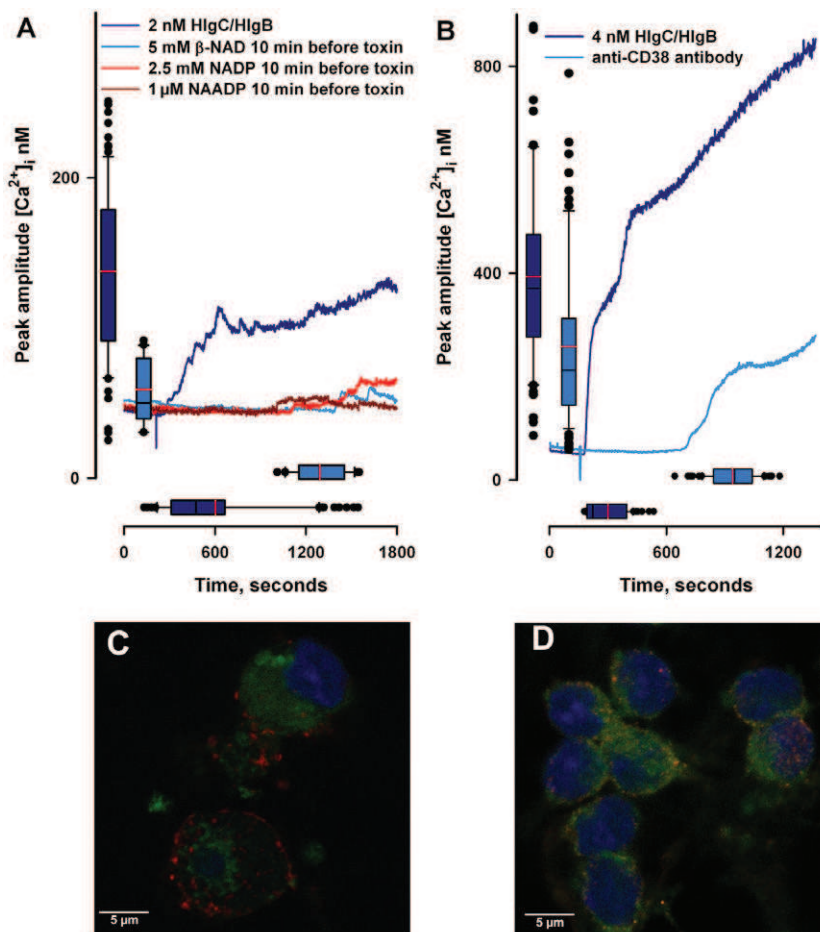 A
2 nM HlgC/HlgB
5 mM β-NAD 10 min before toxin
2.5 mM NADP 10 min before toxin
1 µM NAADP 10 min before toxin
Peak amplitude [Ca²⁺]ᵢ nM
200
0
0 600 1200 1800
Time, seconds
B
4 nM HlgC/HlgB
anti-CD38 antibody
Peak amplitude [Ca²⁺]ᵢ nM
800
400
0
0 600 1200
Time, seconds
C
5 µm
D
5 µm